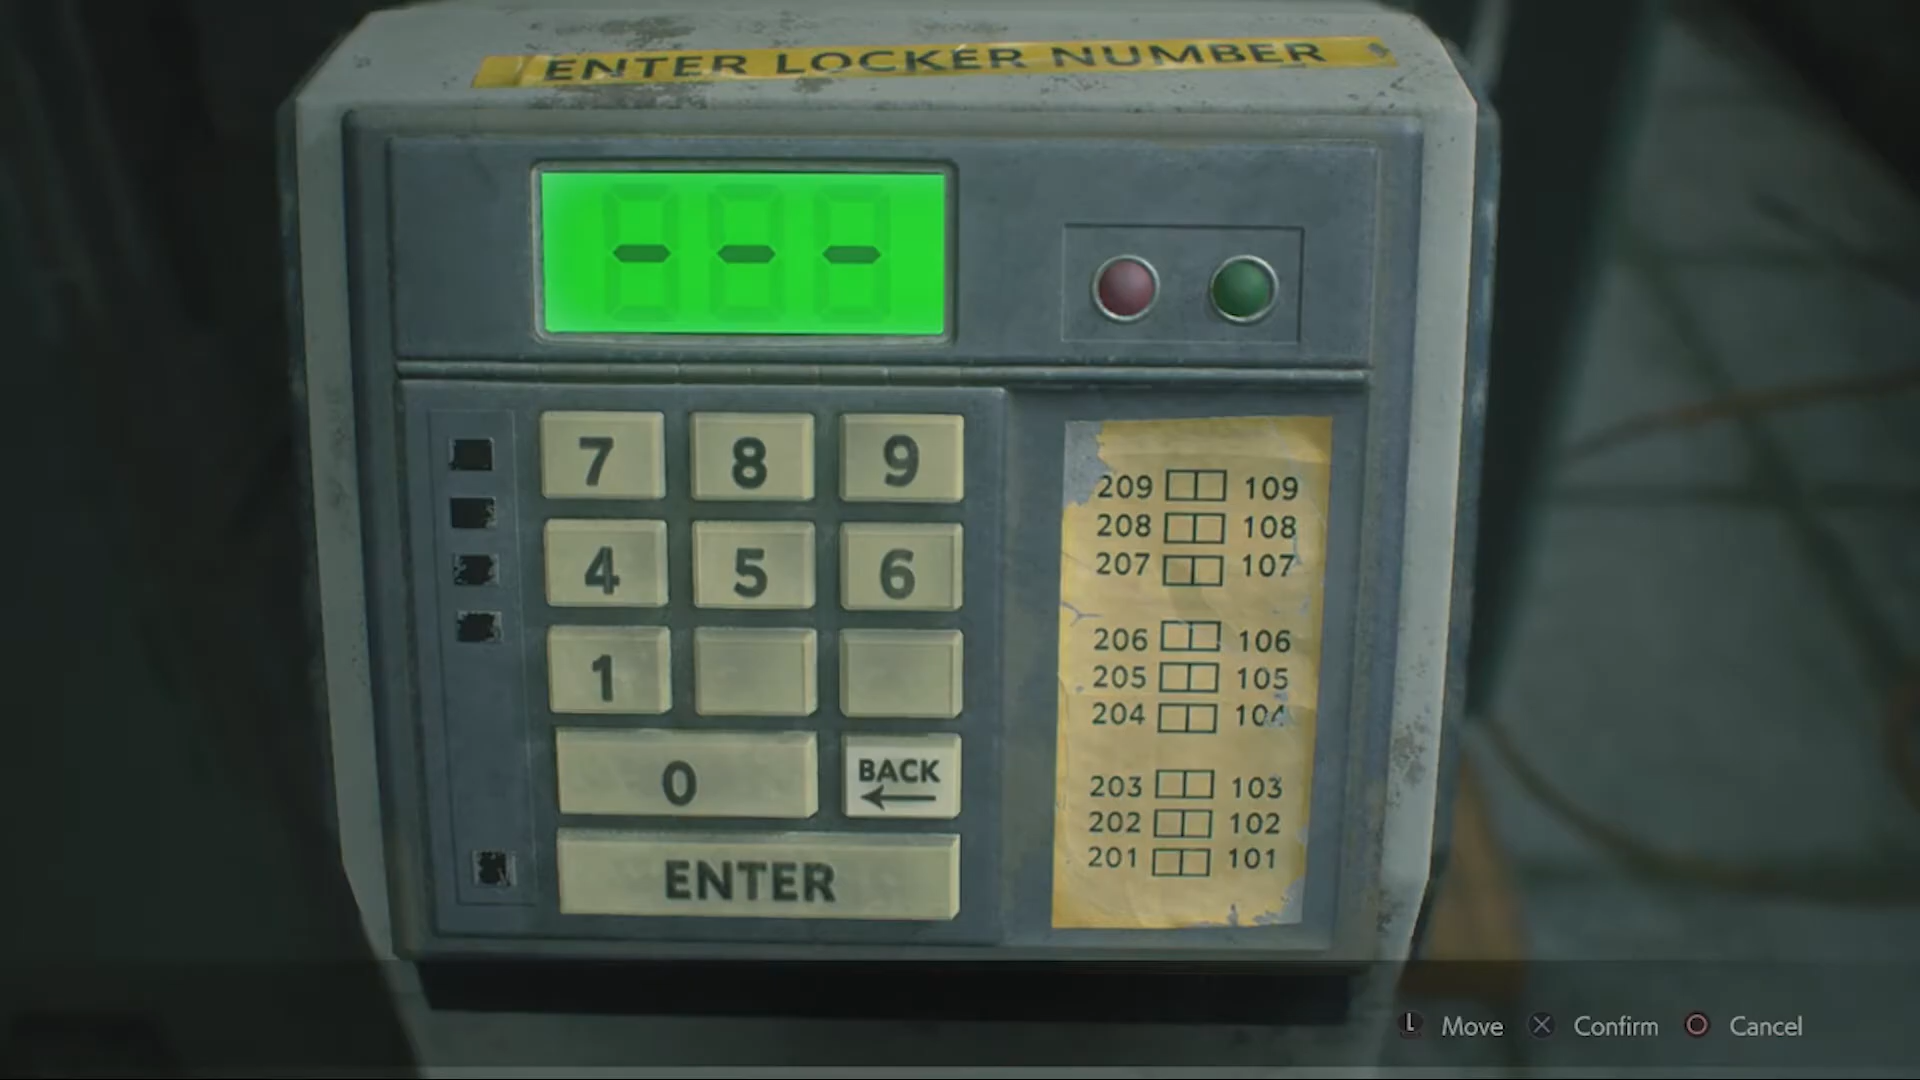 ENTER LOCKER NUMBER
- - -
7 8 9
4 5 6
1
0 BACK
ENTER
209 109
208 108
207 107
206 106
205 105
204 104
203 103
202 102
201 101
L Move Confirm Cancel